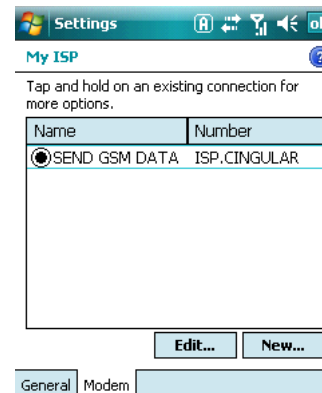 Settings A ok
My ISP ?
Tap and hold on an existing connection for
more options.
Name Number
SEND GSM DATA ISP.CINGULAR
Edit... New...
General Modem